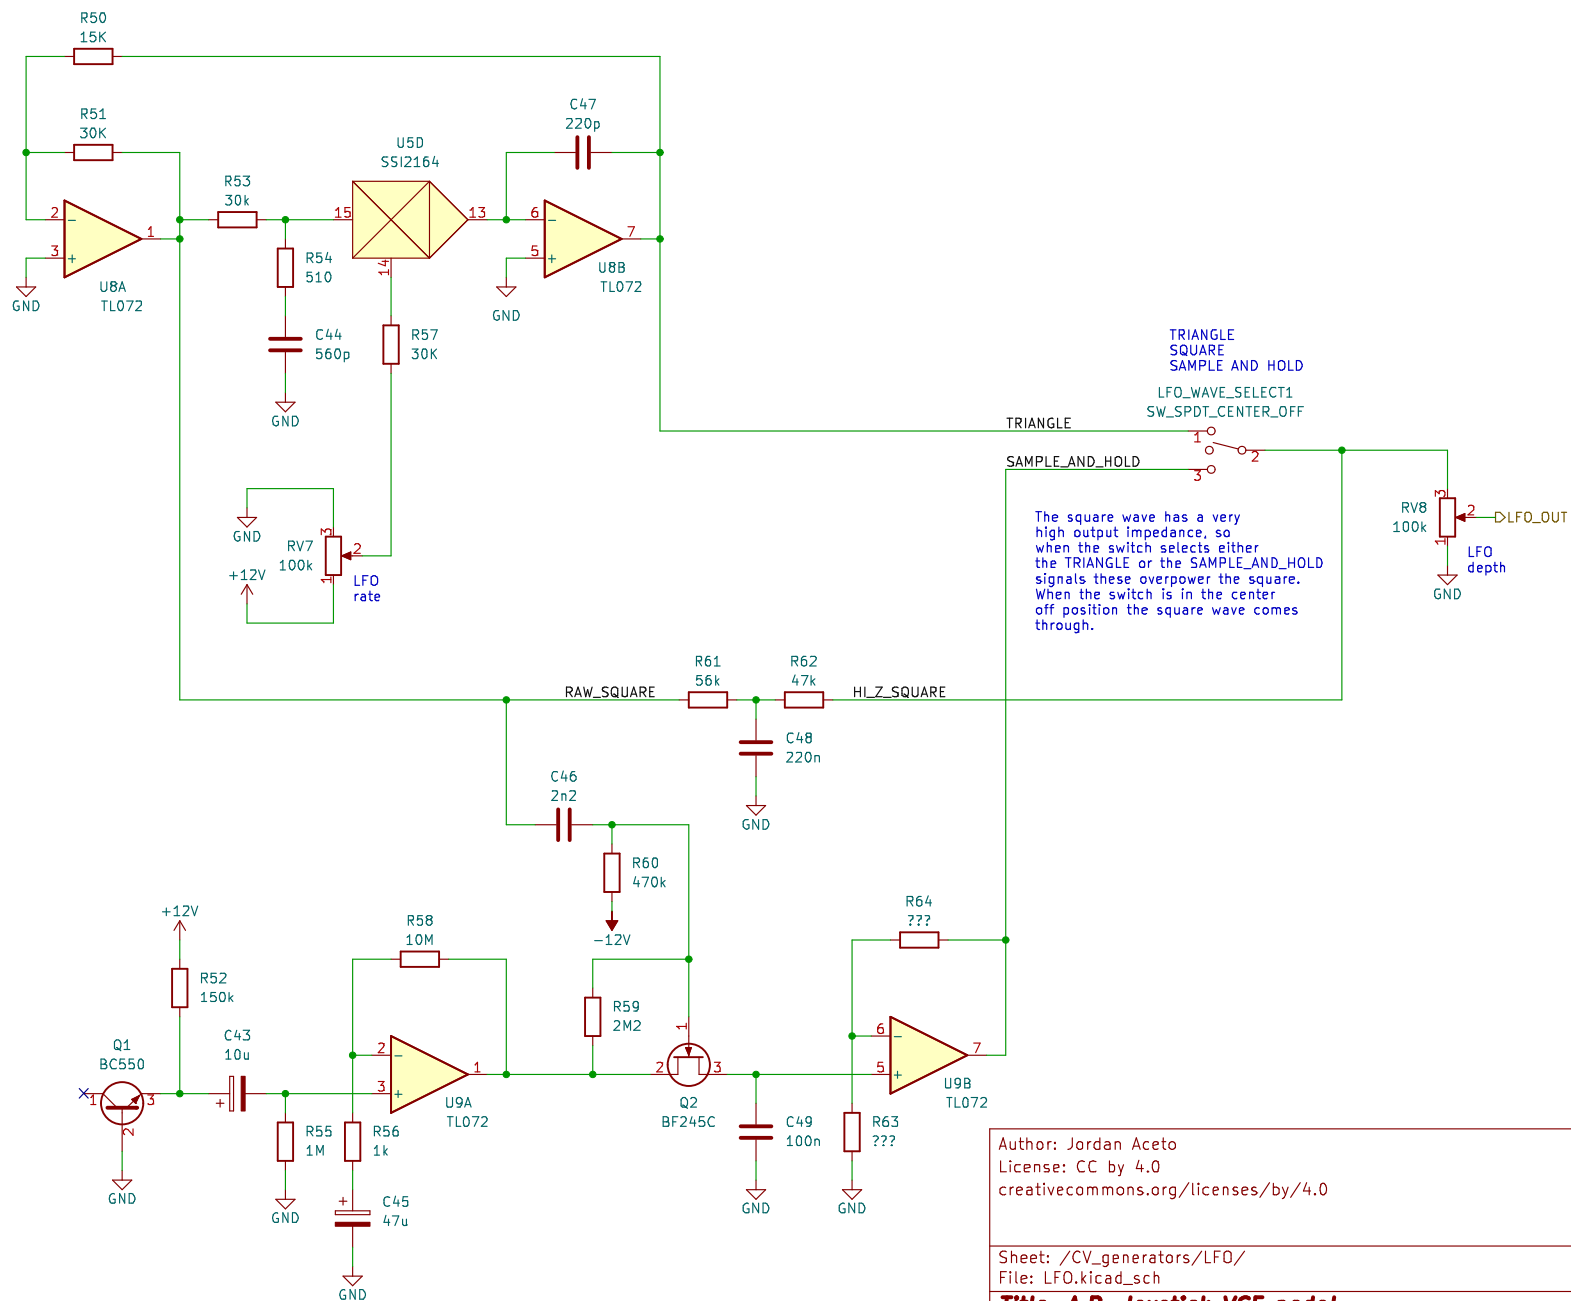 R50
15K
R51
30K
C47
220p
U5D
SSI2164
R53
30k
15
13
14
2
3
1
6
5
7
-
+
-
+
U8A
TL072
GND
R54
510
U8B
TL072
GND
C44
560p
R57
30K
GND
TRIANGLE
SQUARE
SAMPLE AND HOLD
LFO_WAVE_SELECT1
SW_SPDT_CENTER_OFF
TRIANGLE
1
2
SAMPLE_AND_HOLD
3
GND
RV7
100k
3
2
1
+12V
LFO
rate
The square wave has a very
high output impedance, so
when the switch selects either
the TRIANGLE or the SAMPLE_AND_HOLD
signals these overpower the square.
When the switch is in the center
off position the square wave comes
through.
RV8
100k
3
2
1
LFO_OUT
LFO
depth
GND
R61
56k
R62
47k
RAW_SQUARE
HI_Z_SQUARE
C48
220n
GND
C46
2n2
R60
470k
-12V
+12V
R52
150k
R58
10M
R64
???
R59
2M2
Q1
BC550
1
3
2
GND
C43
10u
+
2
3
1
-
+
U9A
TL072
R55
1M
GND
R56
1k
+
C45
47u
GND
1
2
3
Q2
BF245C
C49
100n
GND
6
5
7
-
+
U9B
TL072
R63
???
GND
Author: Jordan Aceto
License: CC by 4.0
creativecommons.org/licenses/by/4.0
Sheet: /CV_generators/LFO/
File: LFO.kicad_sch